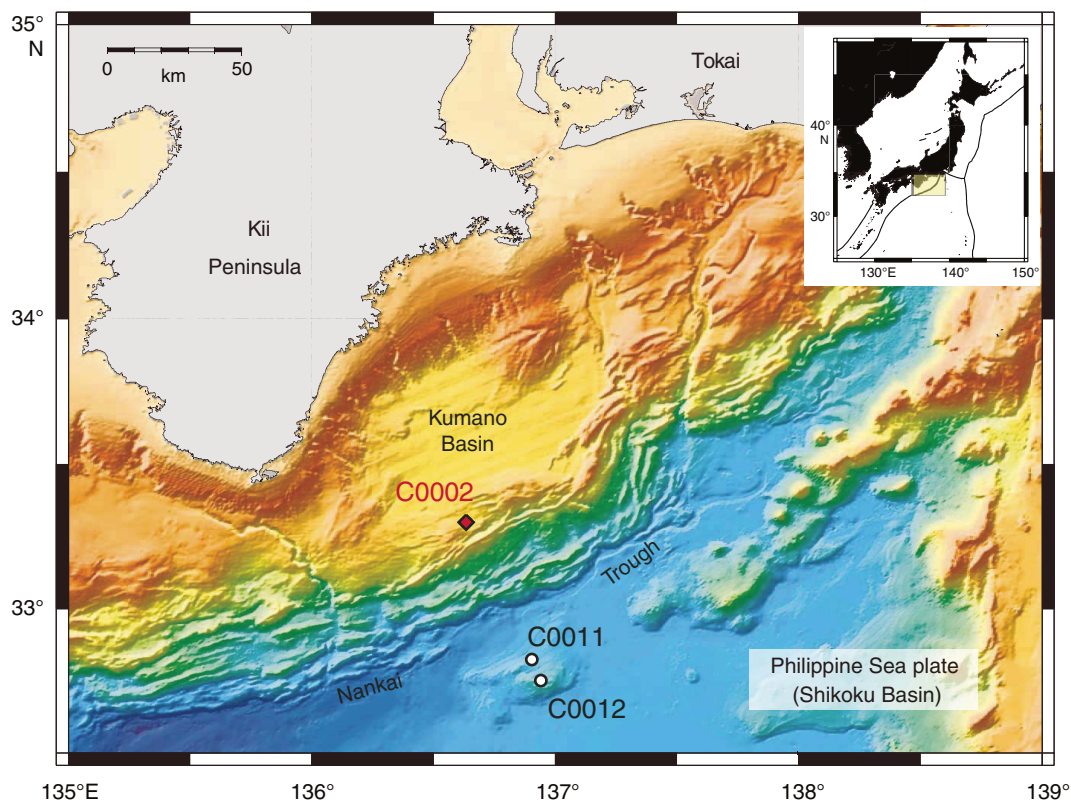 35°
N
34°
33°
135°E
136°
137°
138°
139°
0
50
km
Tokai
Kii
Peninsula
Kumano
Basin
C0002
Trough
Nankai
C0011
C0012
Philippine Sea plate
(Shikoku Basin)
40°
N
30°
130°E
140°
150°